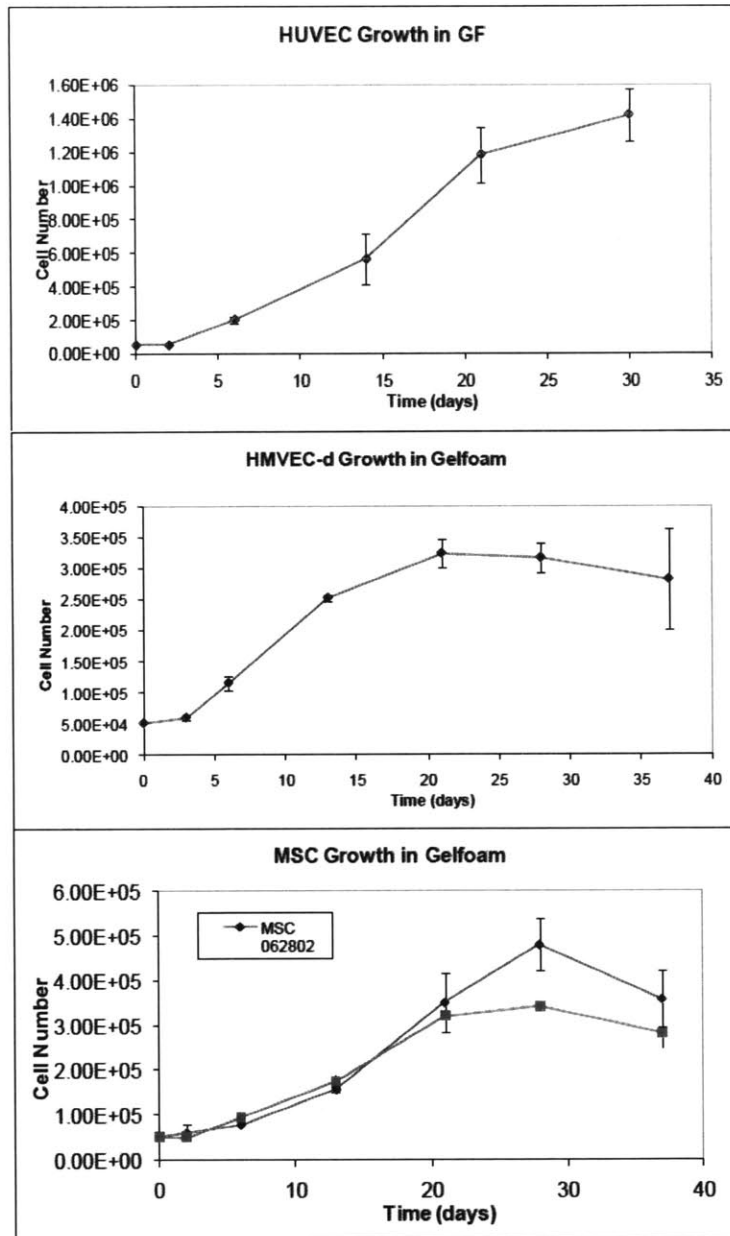 HUVEC Growth in GF
1.60E+06
1.40E+06
1.20E+06
1.00E+06
8.00E+05
6.00E+05
4.00E+05
2.00E+05
0.00E+00
Cell Number
0 5 10 15 20 25 30 35
Time (days)
HMVEC-d Growth in Gelfoam
4.00E+05
3.50E+05
3.00E+05
2.50E+05
2.00E+05
1.50E+05
1.00E+05
5.00E+04
0.00E+00
Cell Number
0 5 10 15 20 25 30 35 40
Time (days)
MSC Growth in Gelfoam
6.00E+05
5.00E+05
4.00E+05
3.00E+05
2.00E+05
1.00E+05
0.00E+00
Cell Number
MSC
062802
0 10 20 30 40
Time (days)